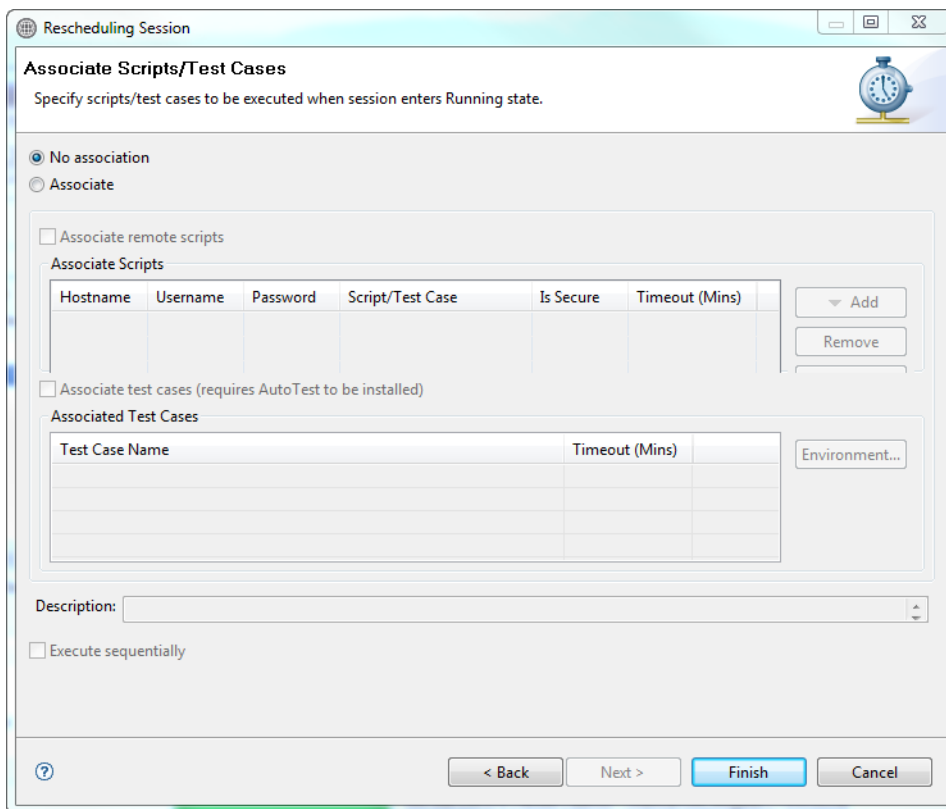 Rescheduling Session
Associate Scripts/Test Cases
Specify scripts/test cases to be executed when session enters Running state.
No association
Associate
Associate remote scripts
Associate Scripts
Hostname Username Password Script/Test Case Is Secure Timeout (Mins)
Add
Remove
Associate test cases (requires AutoTest to be installed)
Associated Test Cases
Test Case Name Timeout (Mins)
Environment...
Description:
Execute sequentially
? < Back Next > Finish Cancel